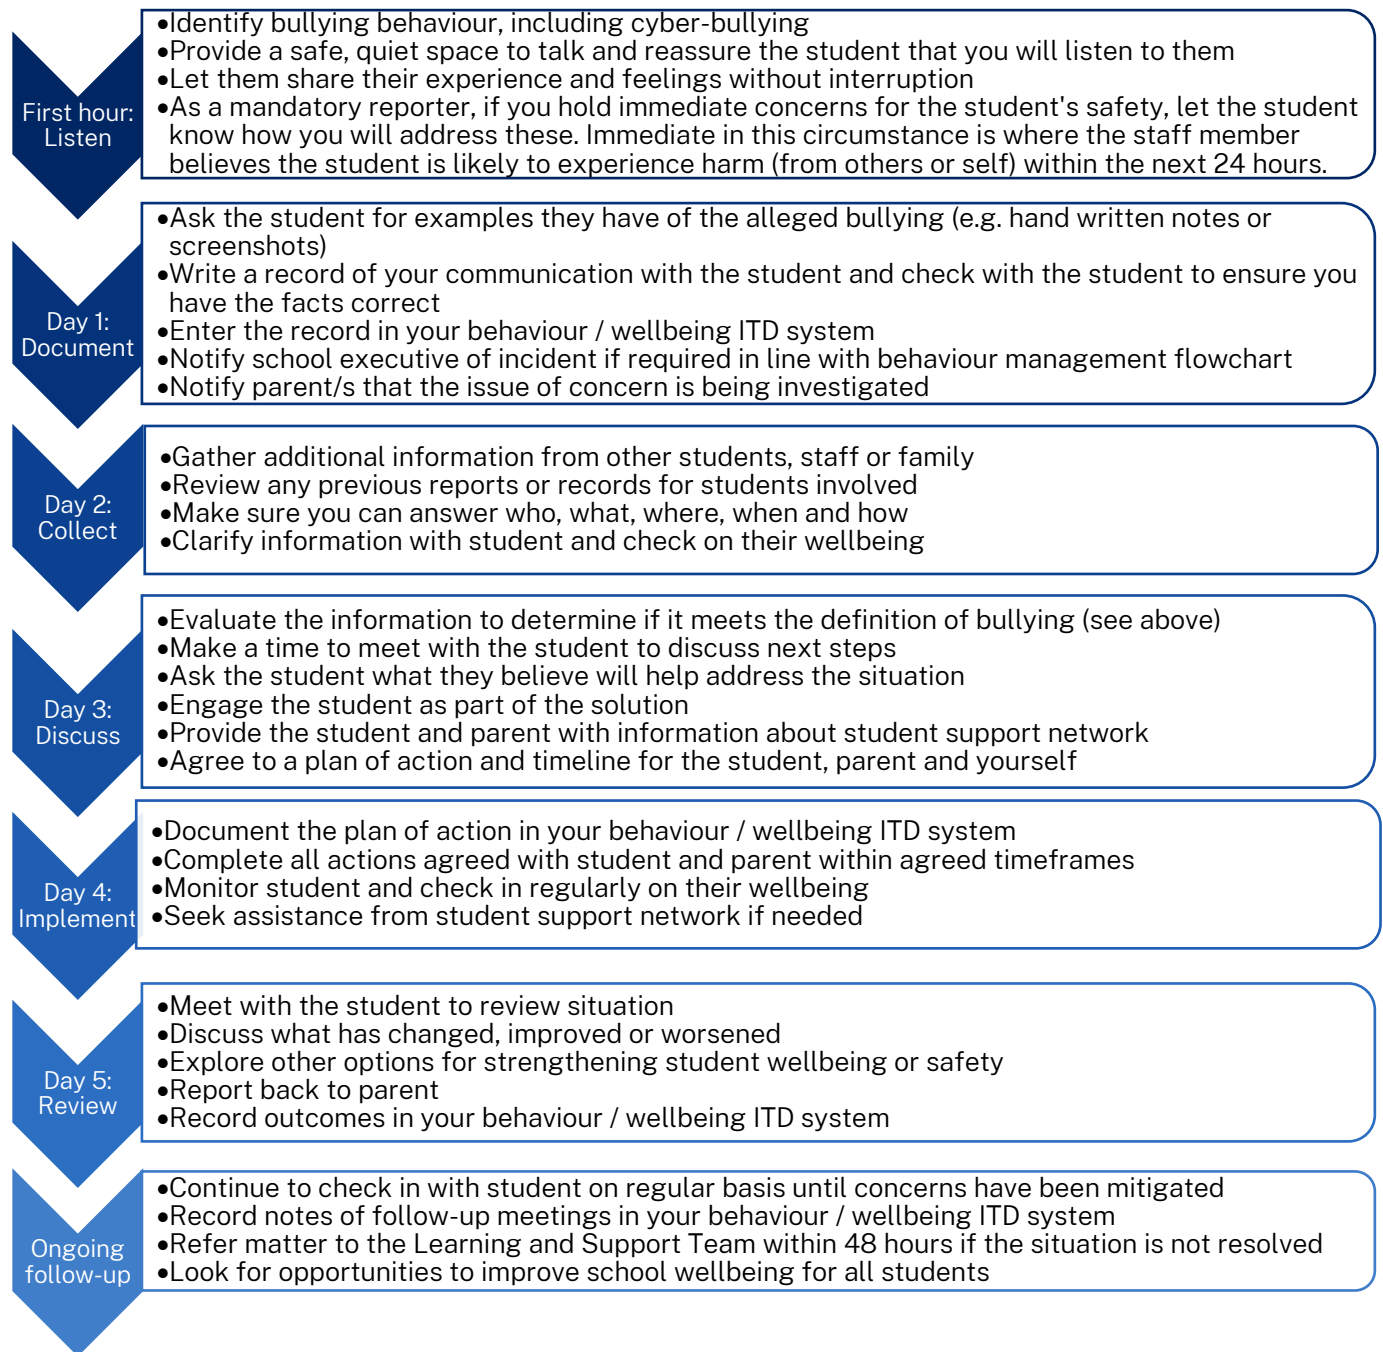 First hour:
Listen
•Identify bullying behaviour, including cyber-bullying
•Provide a safe, quiet space to talk and reassure the student that you will listen to them
•Let them share their experience and feelings without interruption
•As a mandatory reporter, if you hold immediate concerns for the student's safety, let the student
know how you will address these. Immediate in this circumstance is where the staff member
believes the student is likely to experience harm (from others or self) within the next 24 hours.
Day 1:
Document
•Ask the student for examples they have of the alleged bullying (e.g. hand written notes or
screenshots)
•Write a record of your communication with the student and check with the student to ensure you
have the facts correct
•Enter the record in your behaviour / wellbeing ITD system
•Notify school executive of incident if required in line with behaviour management flowchart
•Notify parent/s that the issue of concern is being investigated
Day 2:
Collect
•Gather additional information from other students, staff or family
•Review any previous reports or records for students involved
•Make sure you can answer who, what, where, when and how
•Clarify information with student and check on their wellbeing
Day 3:
Discuss
•Evaluate the information to determine if it meets the definition of bullying (see above)
•Make a time to meet with the student to discuss next steps
•Ask the student what they believe will help address the situation
•Engage the student as part of the solution
•Provide the student and parent with information about student support network
•Agree to a plan of action and timeline for the student, parent and yourself
Day 4:
Implement
•Document the plan of action in your behaviour / wellbeing ITD system
•Complete all actions agreed with student and parent within agreed timeframes
•Monitor student and check in regularly on their wellbeing
•Seek assistance from student support network if needed
Day 5:
Review
•Meet with the student to review situation
•Discuss what has changed, improved or worsened
•Explore other options for strengthening student wellbeing or safety
•Report back to parent
•Record outcomes in your behaviour / wellbeing ITD system
Ongoing
follow-up
•Continue to check in with student on regular basis until concerns have been mitigated
•Record notes of follow-up meetings in your behaviour / wellbeing ITD system
•Refer matter to the Learning and Support Team within 48 hours if the situation is not resolved
•Look for opportunities to improve school wellbeing for all students